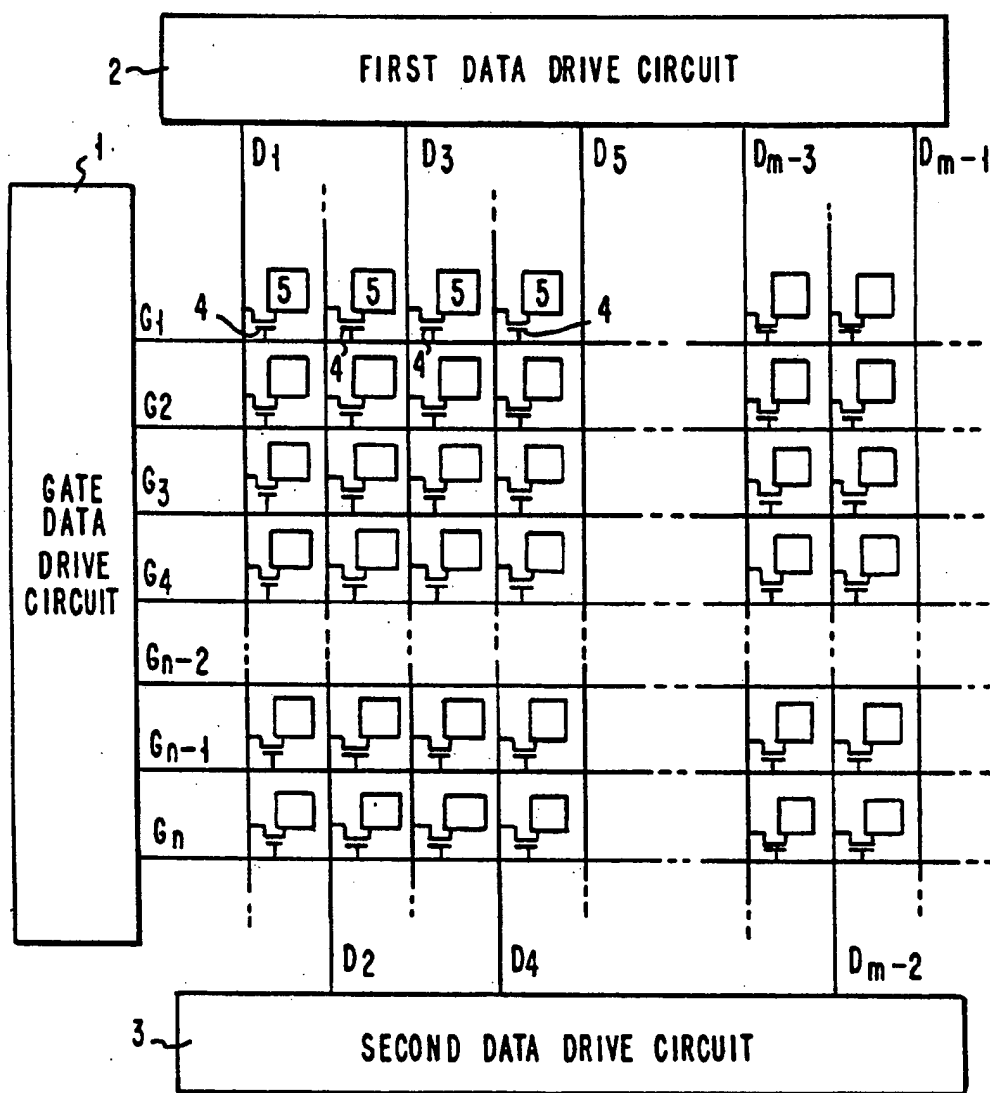 2
FIRST DATA DRIVE CIRCUIT
1
D1 D3 D5 Dm-3 Dm-1
5 5 5 5
G1 4 4
4 4
G2
G3
GATE DATA DRIVE CIRCUIT
G4
Gn-2
Gn-1
Gn
D2 D4 Dm-2
3
SECOND DATA DRIVE CIRCUIT